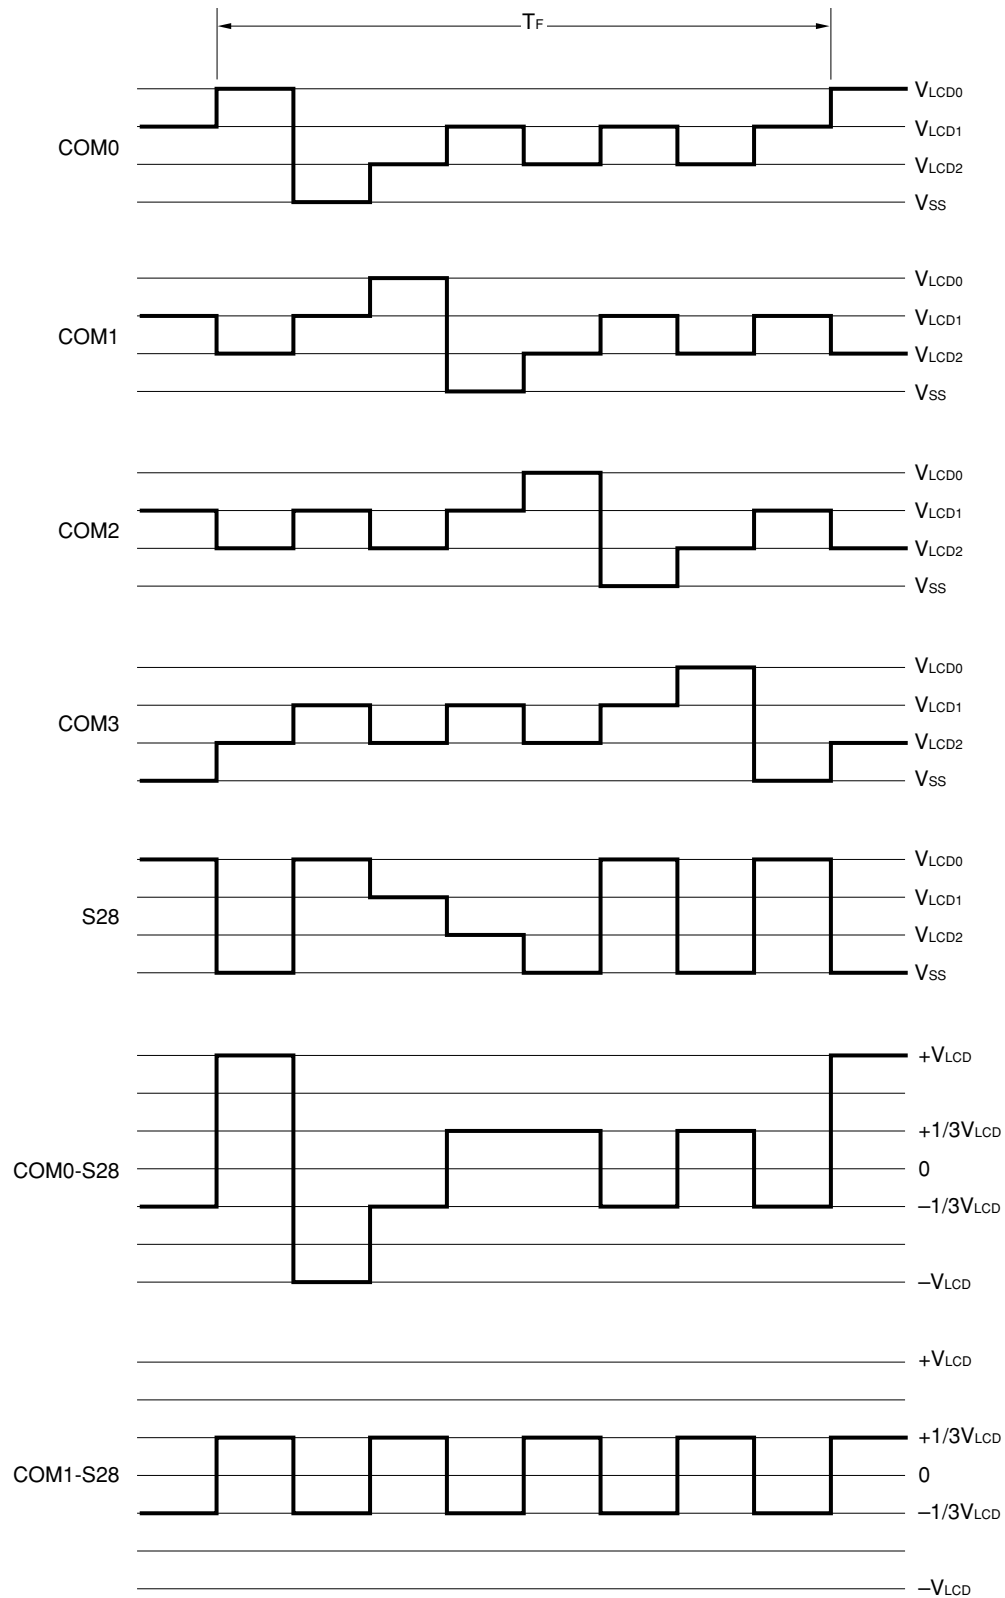 TF
VLCD0
VLCD1
COM0
VLCD2
VSS
VLCD0
VLCD1
COM1
VLCD2
VSS
VLCD0
VLCD1
COM2
VLCD2
VSS
VLCD0
VLCD1
COM3
VLCD2
VSS
VLCD0
VLCD1
S28
VLCD2
VSS
+VLCD
+1/3VLCD
COM0-S28
0
–1/3VLCD
–VLCD
+VLCD
+1/3VLCD
COM1-S28
0
–1/3VLCD
–VLCD